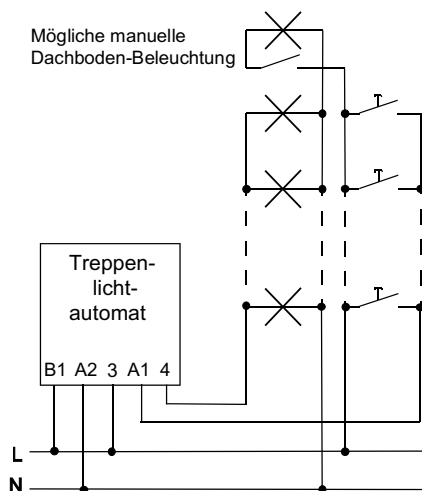 Mögliche manuelle
Dachboden-Beleuchtung
Treppen-
licht-
automat
B1 A2 3 A1 4
L
N